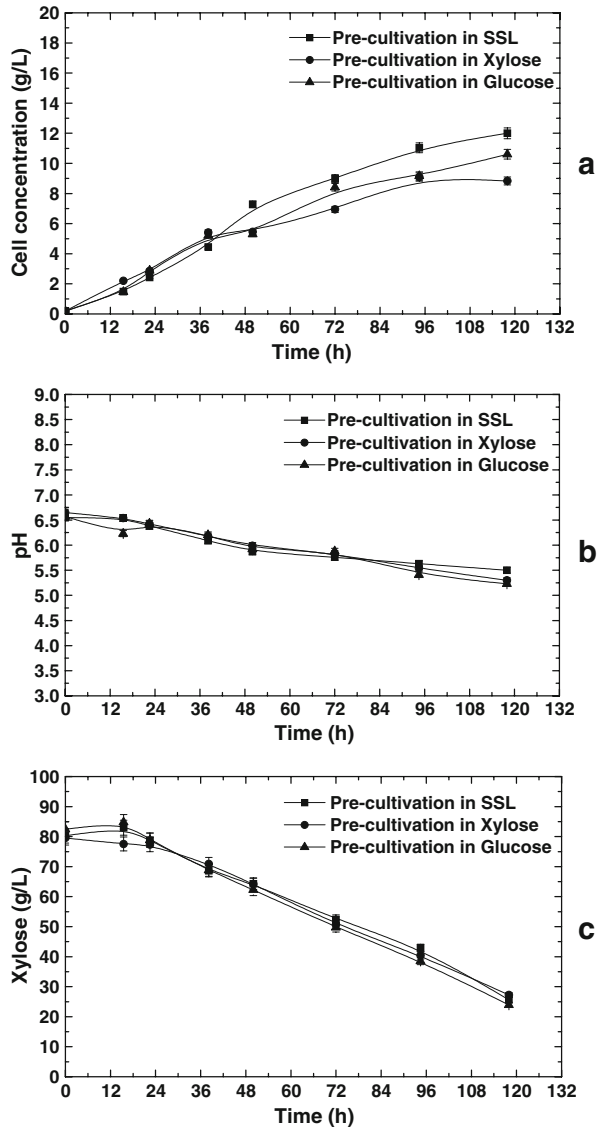 Pre-cultivation in SSL
Pre-cultivation in Xylose
Pre-cultivation in Glucose
Cell concentration (g/L)
20
18
16
14
12
10
8
6
4
2
0
0 12 24 36 48 60 72 84 96 108 120 132
Time (h)
a
Pre-cultivation in SSL
Pre-cultivation in Xylose
Pre-cultivation in Glucose
pH
9.0
8.5
8.0
7.5
7.0
6.5
6.0
5.5
5.0
4.5
4.0
3.5
3.0
0 12 24 36 48 60 72 84 96 108 120 132
Time (h)
b
Pre-cultivation in SSL
Pre-cultivation in Xylose
Pre-cultivation in Glucose
Xylose (g/L)
100
90
80
70
60
50
40
30
20
10
0
0 12 24 36 48 60 72 84 96 108 120 132
Time (h)
c